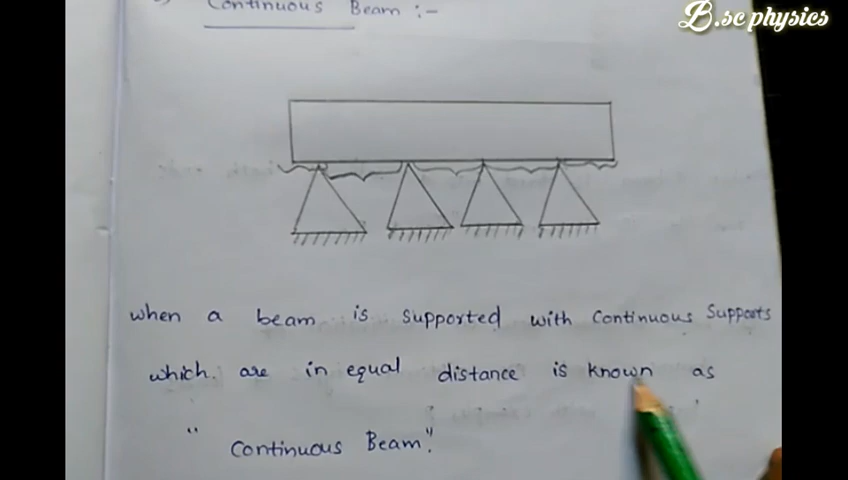 B.sc physics
Continuous Beam :-
when a beam is supported with Continuous Supports
which are in equal distance is known as
" Continuous Beam".